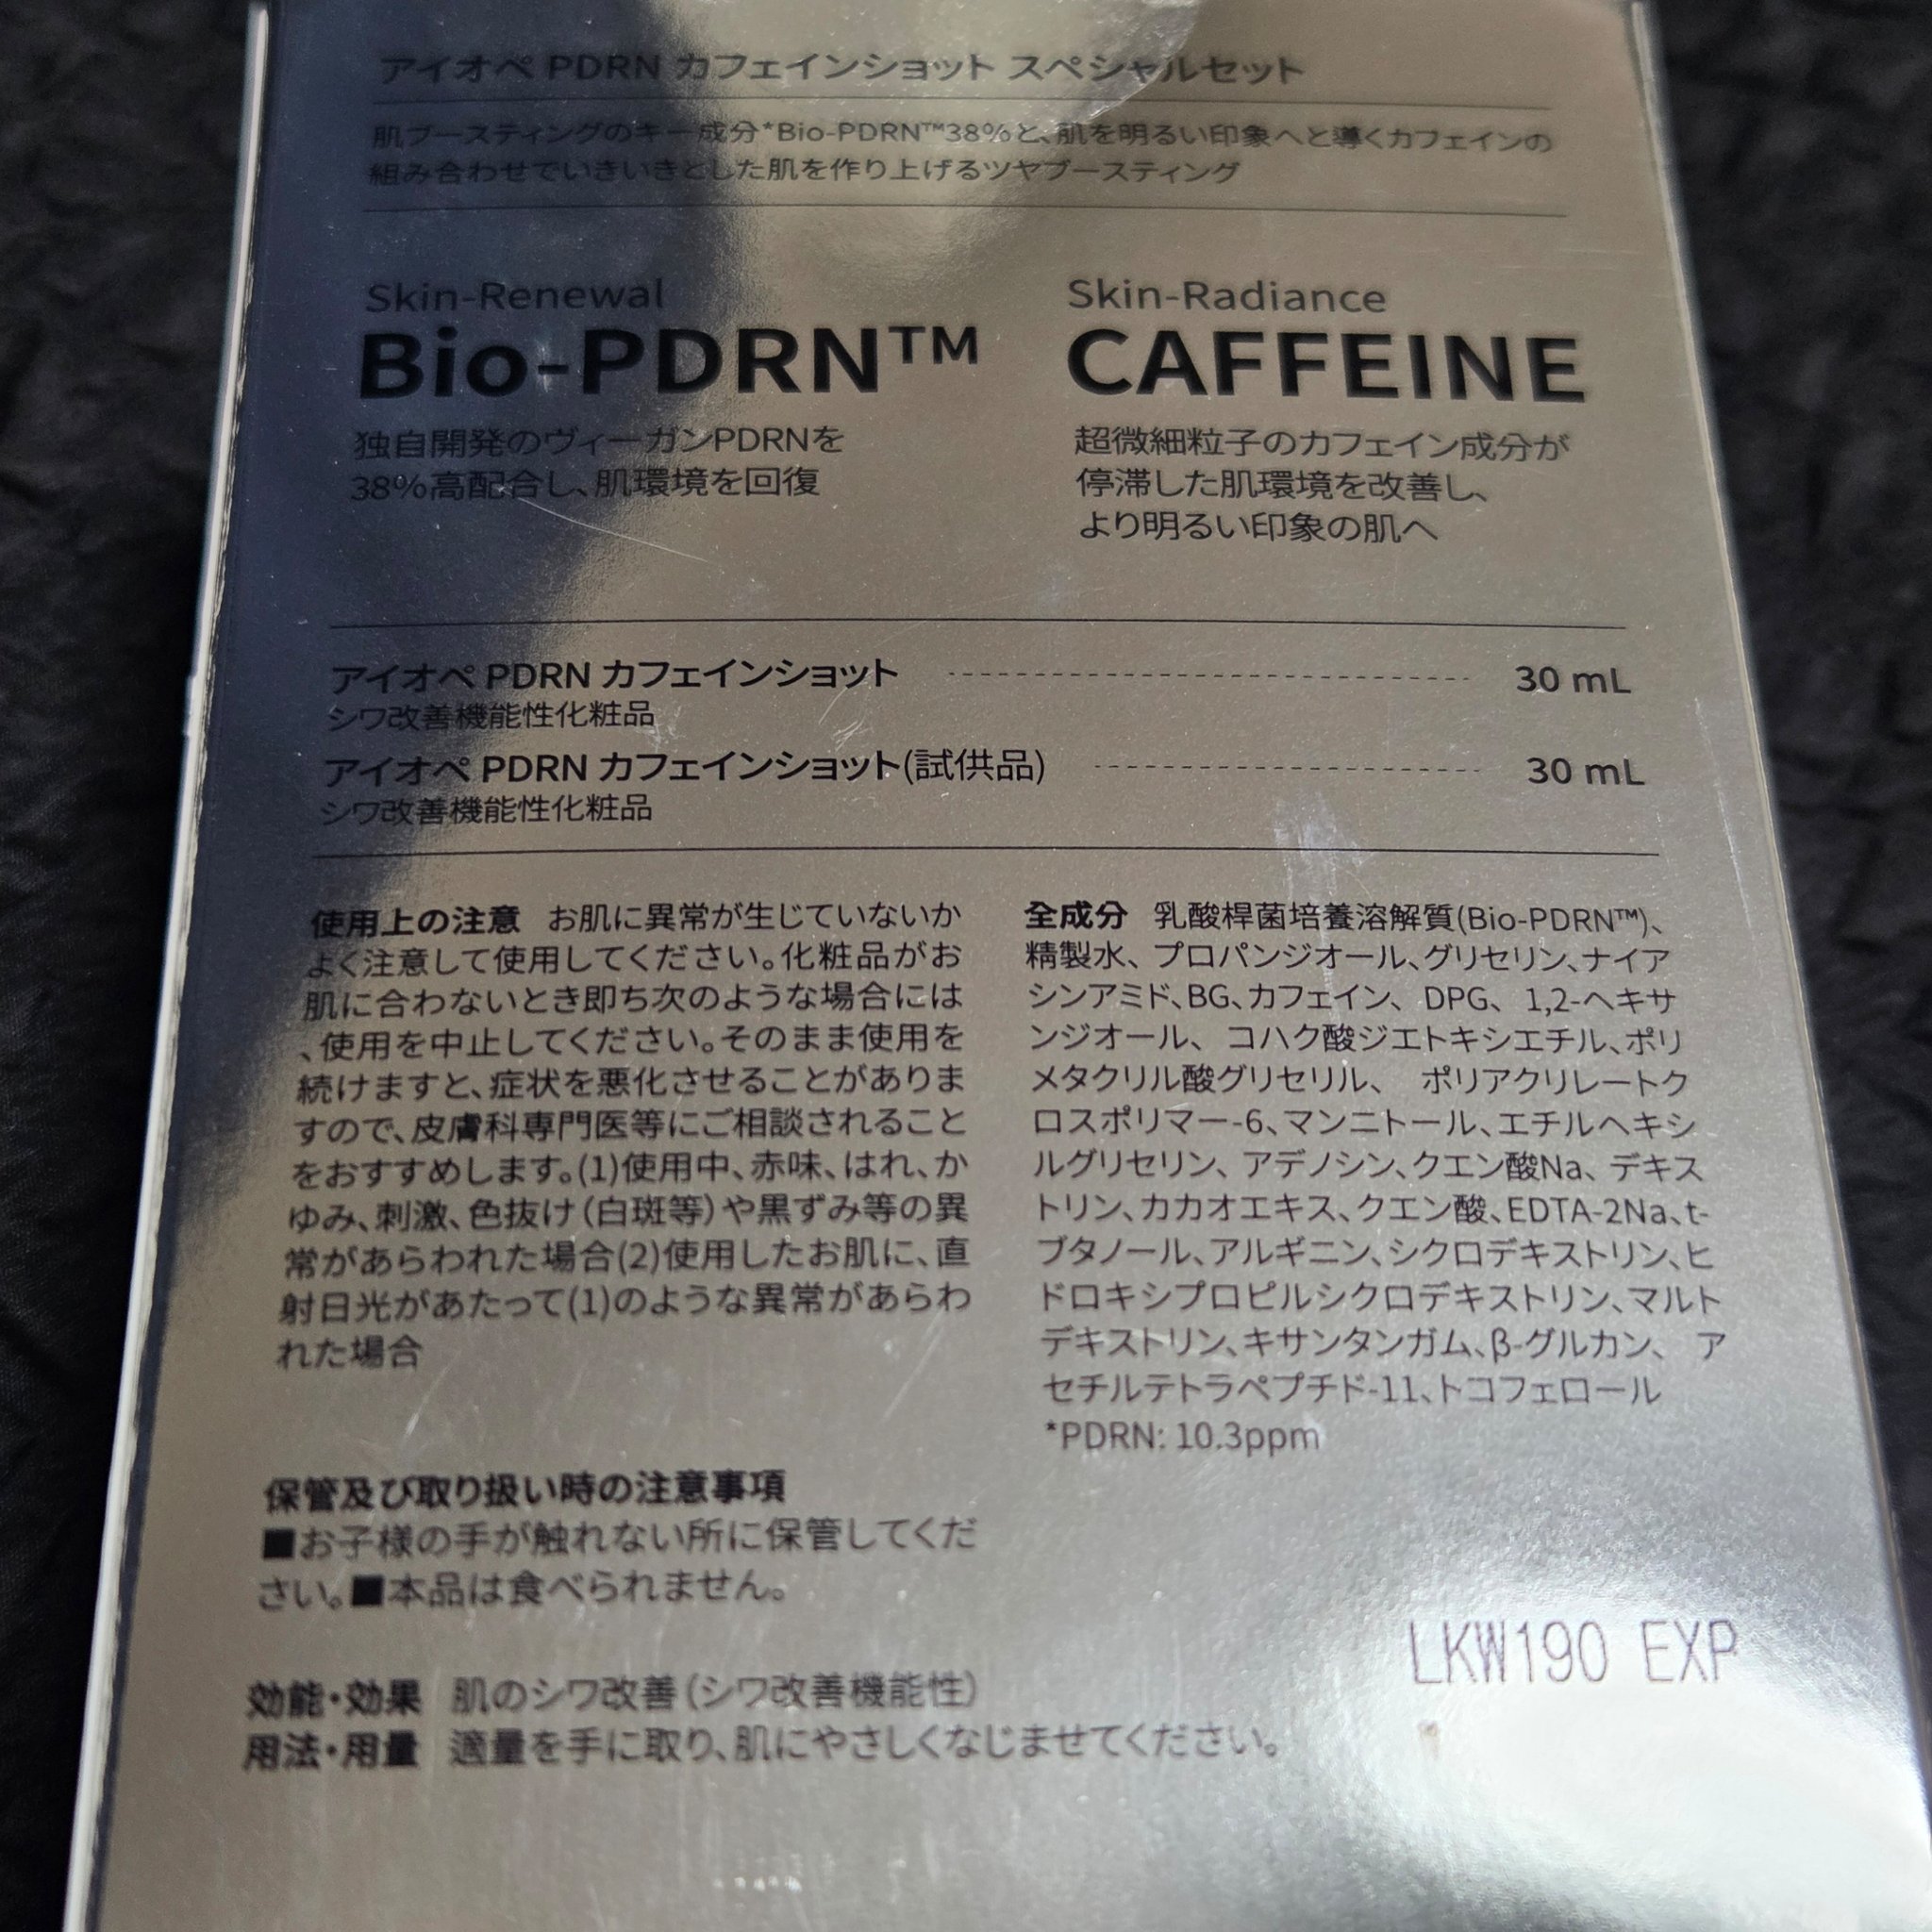 アイオペ PDRN カフェインショット スペシャルセット
肌ブースティングのキー成分*Bio-PDRN™38%と、肌を明るい印象へと導くカフェインの
組み合わせでいきいきとした肌を作り上げるツヤブースティング
Skin-Renewal
Bio-PDRN™
独自開発のヴィーガンPDRNを
38%高配合し、肌環境を回復
Skin-Radiance
CAFFEINE
超微細粒子のカフェイン成分が
停滞した肌環境を改善し、
より明るい印象の肌へ
アイオペ PDRN カフェインショット 30 mL
シワ改善機能性化粧品
アイオペ PDRN カフェインショット(試供品) 30 mL
シワ改善機能性化粧品
使用上の注意 お肌に異常が生じていないか
よく注意して使用してください。化粧品がお
肌に合わないとき即ち次のような場合には
、使用を中止してください。そのまま使用を
続けますと、症状を悪化させることがありま
すので、皮膚科専門医等にご相談されること
をおすすめします。(1)使用中、赤味、はれ、か
ゆみ、刺激、色抜け(白斑等)や黒ずみ等の異
常があらわれた場合(2)使用したお肌に、直
射日光があたって(1)のような異常があらわ
れた場合
保管及び取り扱い時の注意事項
■お子様の手が触れない所に保管してくだ
さい。■本品は食べられません。
全成分 乳酸桿菌培養溶解質(Bio-PDRN™)、
精製水、プロパンジオール、グリセリン、ナイア
シンアミド、BG、カフェイン、DPG、1,2-ヘキサ
ンジオール、コハク酸ジエトキシエチル、ポリ
メタクリル酸グリセリル、ポリアクリレートク
ロスポリマー-6、マンニトール、エチルヘキシ
ルグリセリン、アデノシン、クエン酸Na、デキス
トリン、カカオエキス、クエン酸、EDTA-2Na、t-
ブタノール、アルギニン、シクロデキストリン、ヒ
ドロキシプロピルシクロデキストリン、マルト
デキストリン、キサンタンガム、β-グルカン、ア
セチルテトラペプチド-11、トコフェロール
*PDRN: 10.3ppm
効能・効果 肌のシワ改善(シワ改善機能性)
用法・用量 適量を手に取り、肌にやさしくなじませてください。
LKW190 EXP